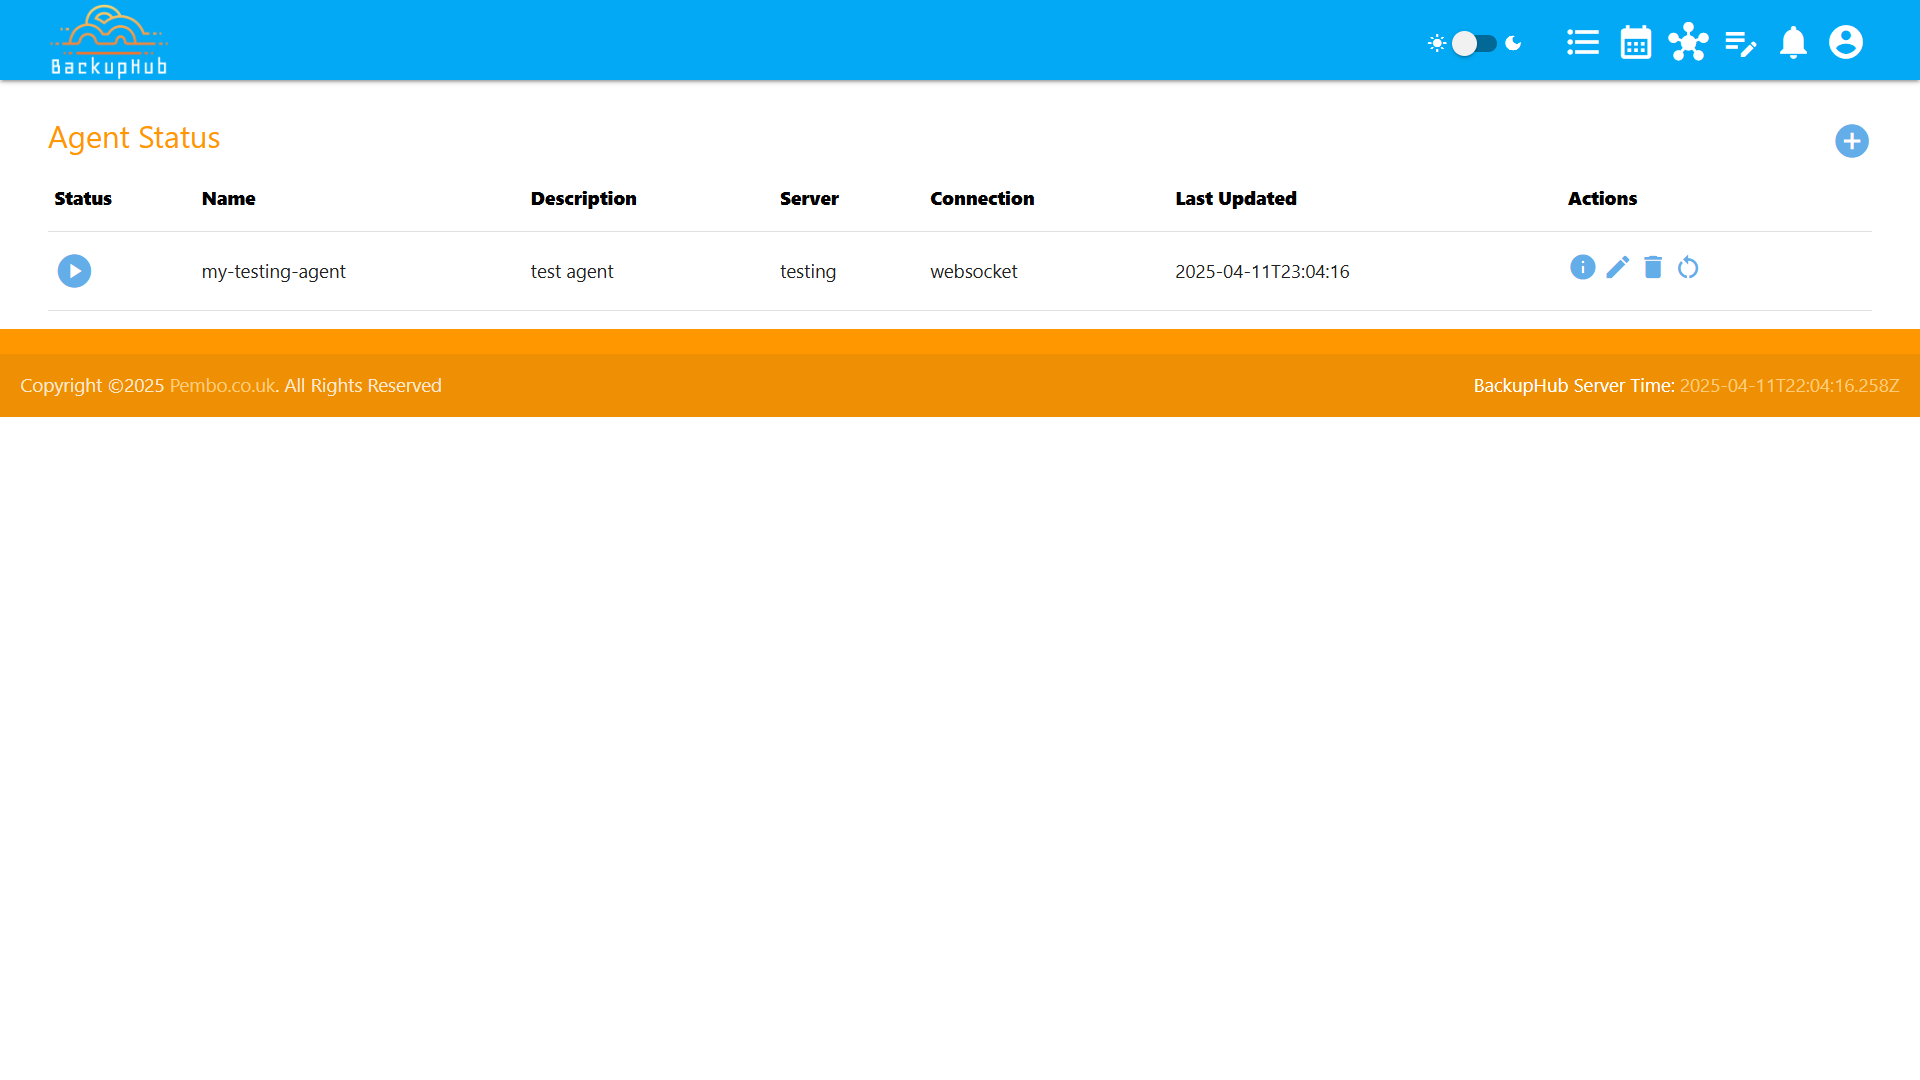 BackupHub
Agent Status
Status Name Description Server Connection Last Updated Actions
my-testing-agent test agent testing websocket 2025-04-11T23:04:16
Copyright ©2025 Pembo.co.uk. All Rights Reserved
BackupHub Server Time: 2025-04-11T22:04:16.258Z